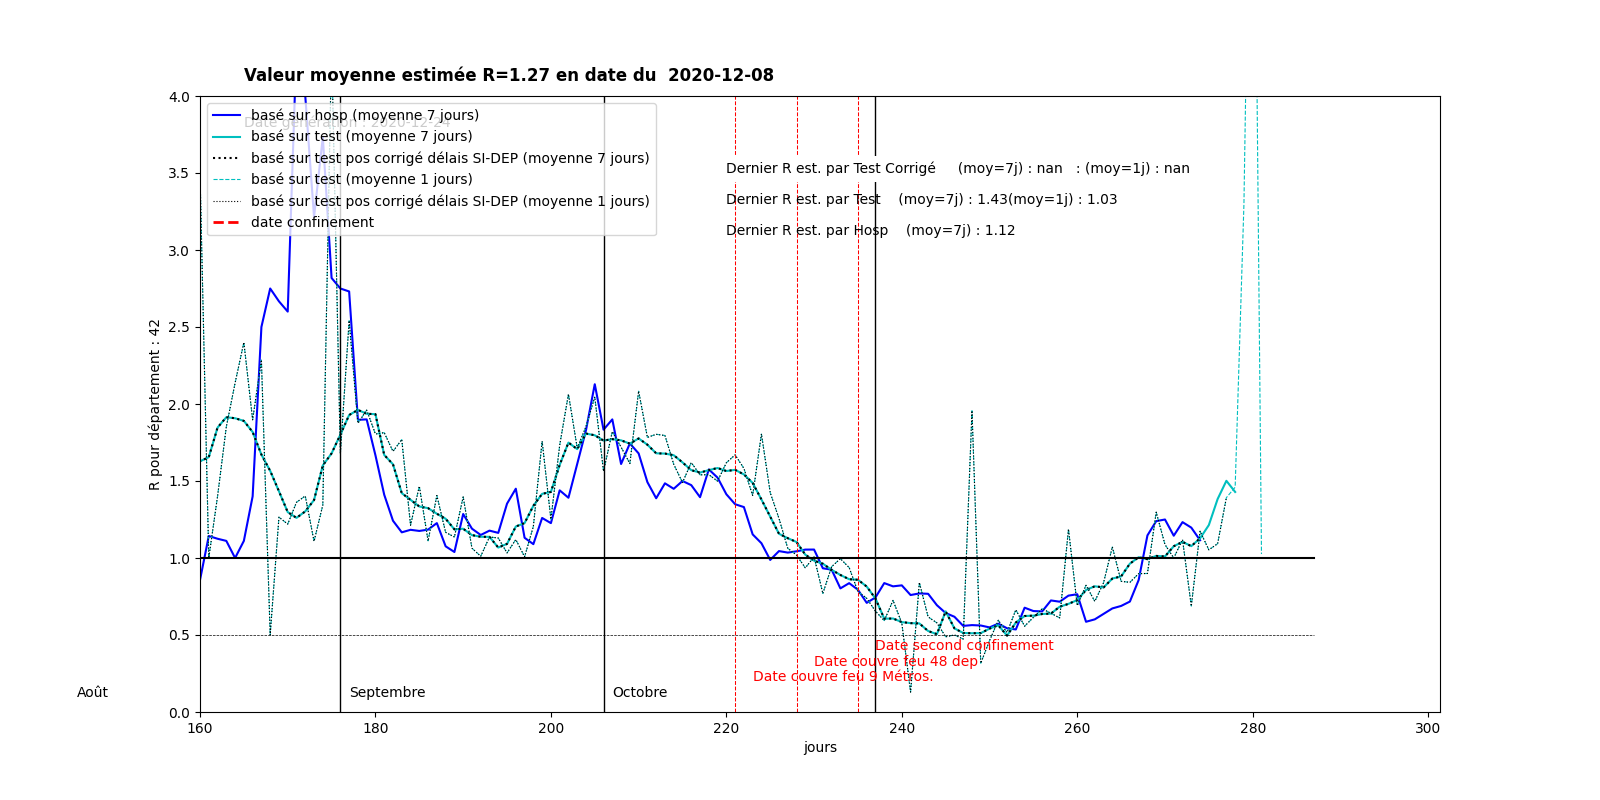 Valeur moyenne estimée R=1.27 en date du  2020-12-08
4.0
3.5
3.0
2.5
2.0
1.5
1.0
0.5
0.0
R pour département : 42
Date génération : 2020-12-24
basé sur hosp (moyenne 7 jours)
basé sur test (moyenne 7 jours)
basé sur test pos corrigé délais SI-DEP (moyenne 7 jours)
basé sur test (moyenne 1 jours)
basé sur test pos corrigé délais SI-DEP (moyenne 1 jours)
date confinement
Dernier R est. par Test Corrigé     (moy=7j) : nan   : (moy=1j) : nan
Dernier R est. par Test    (moy=7j) : 1.43(moy=1j) : 1.03
Dernier R est. par Hosp    (moy=7j) : 1.12
Date second confinement
Date couvre feu 48 dep
Date couvre feu 9 Métros.
Août
Septembre
Octobre
160
180
200
220
240
260
280
300
jours